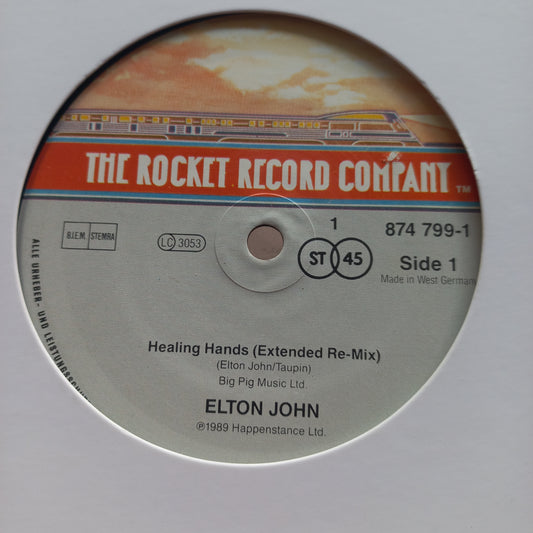 THE ROCKET RECORD COMPANY TM
B.I.E.M. STEMRA
LC 3053
1
874 799-1
ST 45
Side 1
Made in West German
Healing Hands (Extended Re-Mix)
(Elton John/Taupin)
Big Pig Music Ltd.
ELTON JOHN
℗1989 Happenstance Ltd.
ALLE URHEBER- UND